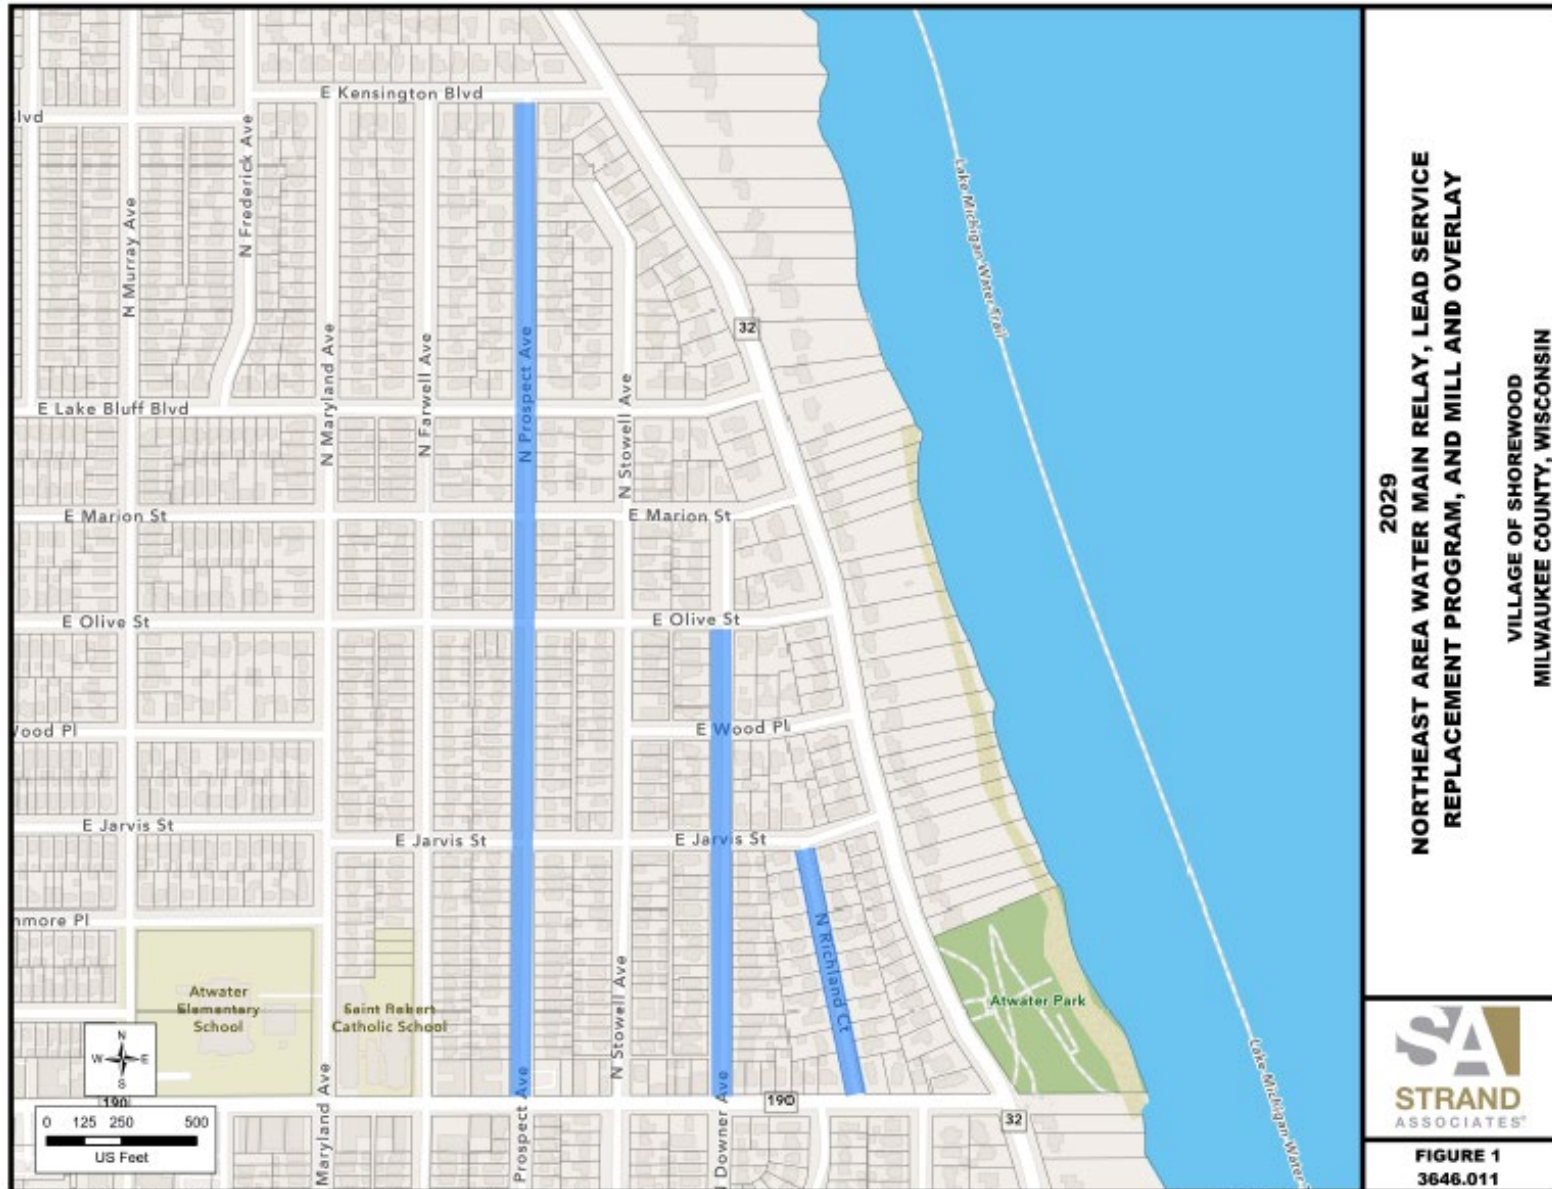 E Kensington Blvd
lvd
N Frederick Ave
N Murray Ave
Lake Michigan Water Trail
N Maryland Ave
N Farwell Ave
N Prospect Ave
N Stowell Ave
32
E Lake Bluff Blvd
E Marion St
E Marion St
E Olive St
E Olive St
Wood Pl
E Wood Pl
E Jarvis St
E Jarvis St
E Jarvis St
nmore Pl
N Richland Ct
N Stowell Ave
Atwater
Elementary
School
Saint Robert
Catholic School
Atwater Park
N
W E
S
190
190
32
Maryland Ave
Prospect Ave
N Downer Ave
Lake Michigan Water T
0 125 250 500
US Feet
2029
NORTHEAST AREA WATER MAIN RELAY, LEAD SERVICE
REPLACEMENT PROGRAM, AND MILL AND OVERLAY
VILLAGE OF SHOREWOOD
MILWAUKEE COUNTY, WISCONSIN
SA
STRAND
ASSOCIATES®
FIGURE 1
3646.011